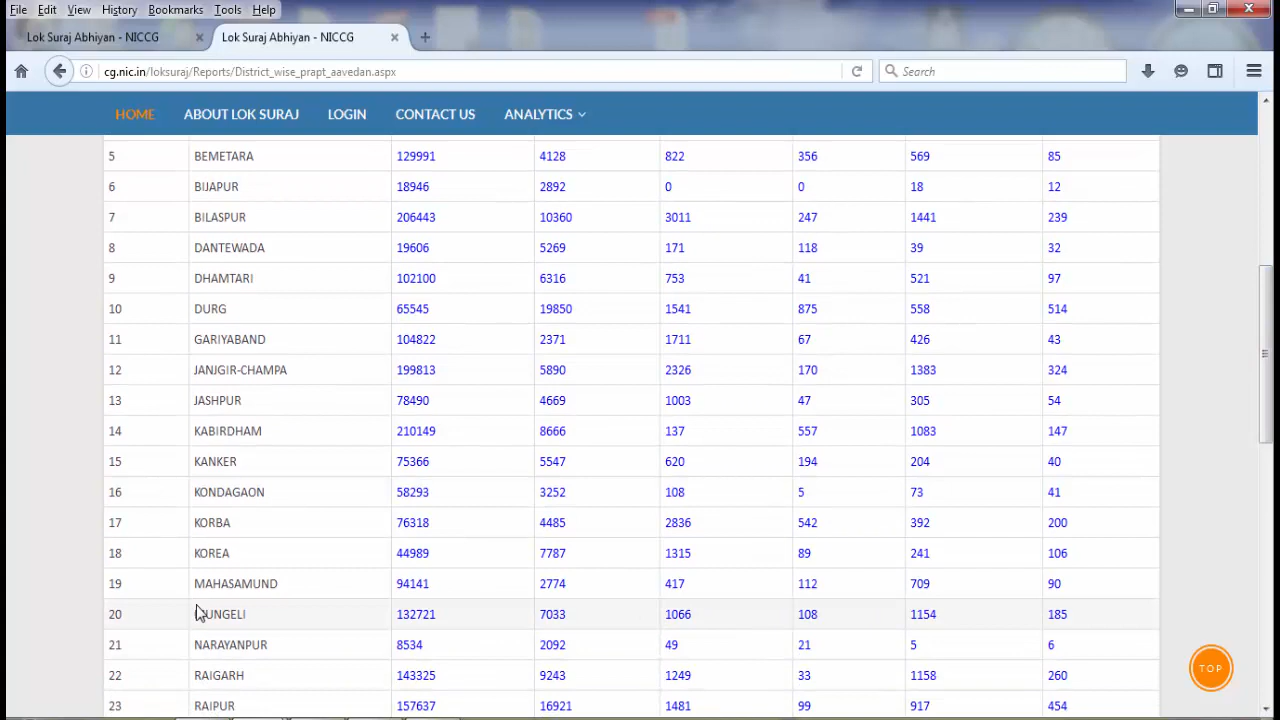 File Edit View History Bookmarks Tools Help
Lok Suraj Abhiyan - NICCG Lok Suraj Abhiyan - NICCG
cg.nic.in/loksuraj/Reports/District_wise_prapt_aavedan.aspx Search
HOME ABOUT LOK SURAJ LOGIN CONTACT US ANALYTICS
5 BEMETARA 129991 4128 822 356 569 85
6 BIJAPUR 18946 2892 0 0 18 12
7 BILASPUR 206443 10360 3011 247 1441 239
8 DANTEWADA 19606 5269 171 118 39 32
9 DHAMTARI 102100 6316 753 41 521 97
10 DURG 65545 19850 1541 875 558 514
11 GARIYABAND 104822 2371 1711 67 426 43
12 JANJGIR-CHAMPA 199813 5890 2326 170 1383 324
13 JASHPUR 78490 4669 1003 47 305 54
14 KABIRDHAM 210149 8666 137 557 1083 147
15 KANKER 75366 5547 620 194 204 40
16 KONDAGAON 58293 3252 108 5 73 41
17 KORBA 76318 4485 2836 542 392 200
18 KOREA 44989 7787 1315 89 241 106
19 MAHASAMUND 94141 2774 417 112 709 90
20 MUNGELI 132721 7033 1066 108 1154 185
21 NARAYANPUR 8534 2092 49 21 5 6
22 RAIGARH 143325 9243 1249 33 1158 260
23 RAIPUR 157637 16921 1481 99 917 454
TOP